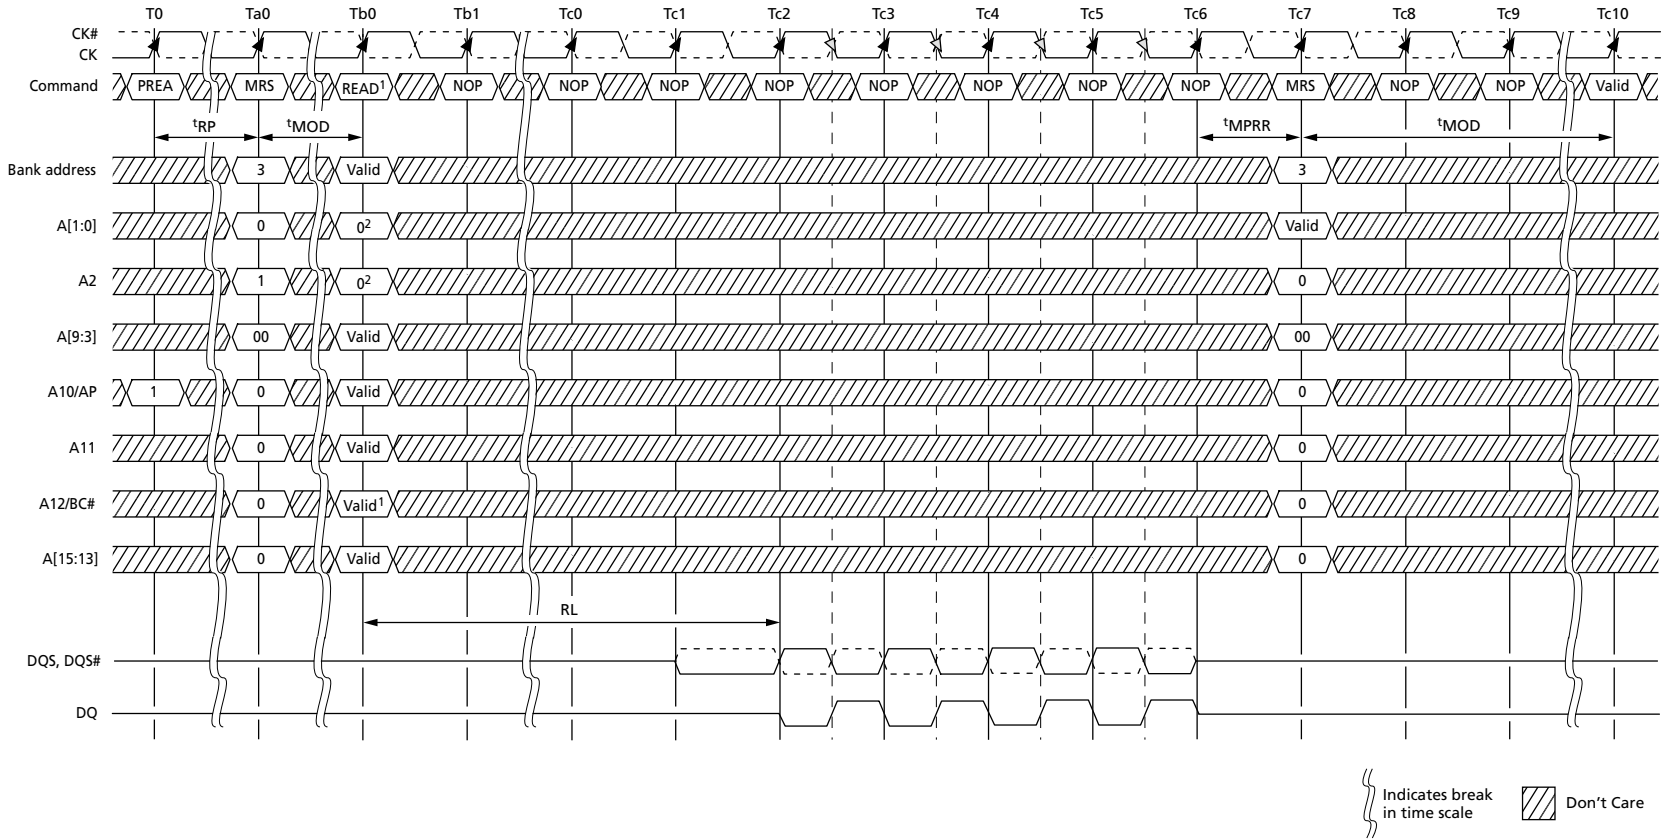 T0 Ta0 Tb0 Tb1 Tc0 Tc1 Tc2 Tc3 Tc4 Tc5 Tc6 Tc7 Tc8 Tc9 Tc10
CK#
CK
Command PREA MRS READ1 NOP NOP NOP NOP NOP NOP NOP NOP MRS NOP NOP Valid
tRP tMOD tMPRR tMOD
Bank address 3 Valid 3
A[1:0] 0 02 Valid
A2 1 02 0
A[9:3] 00 Valid 00
A10/AP 1 0 Valid 0
A11 0 Valid 0
A12/BC# 0 Valid1 0
A[15:13] 0 Valid 0
RL
DQS, DQS#
DQ
Indicates break
in time scale
Don't Care